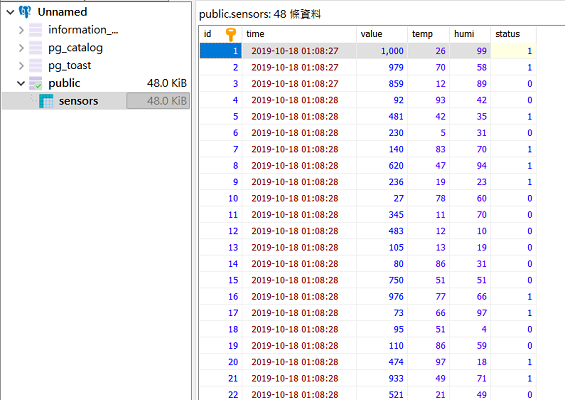 Unnamed
information_...
pg_catalog
pg_toast
public 48.0 KiB
sensors 48.0 KiB
public.sensors: 48 條資料
id time value temp humi status
1 2019-10-18 01:08:27 1,000 26 99 1
2 2019-10-18 01:08:27 979 70 58 1
3 2019-10-18 01:08:27 859 12 89 0
4 2019-10-18 01:08:28 92 93 42 0
5 2019-10-18 01:08:28 481 42 35 1
6 2019-10-18 01:08:28 230 5 31 0
7 2019-10-18 01:08:28 140 83 70 1
8 2019-10-18 01:08:28 620 47 94 1
9 2019-10-18 01:08:28 236 19 23 1
10 2019-10-18 01:08:28 27 78 60 0
11 2019-10-18 01:08:28 345 11 70 0
12 2019-10-18 01:08:28 483 12 10 0
13 2019-10-18 01:08:28 105 13 19 0
14 2019-10-18 01:08:28 80 86 31 0
15 2019-10-18 01:08:28 750 51 51 0
16 2019-10-18 01:08:28 976 77 66 1
17 2019-10-18 01:08:28 73 66 97 1
18 2019-10-18 01:08:28 95 51 4 0
19 2019-10-18 01:08:28 110 86 59 0
20 2019-10-18 01:08:28 474 97 18 1
21 2019-10-18 01:08:28 933 49 71 1
22 2019-10-18 01:08:28 521 21 49 0